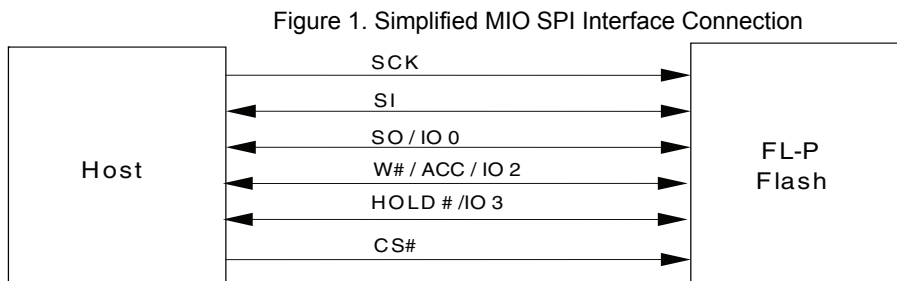 Figure 1. Simplified MIO SPI Interface Connection
SCK
SI
SO / IO 0
W# / ACC / IO 2
HOLD # /IO 3
CS#
Host
FL-P
Flash